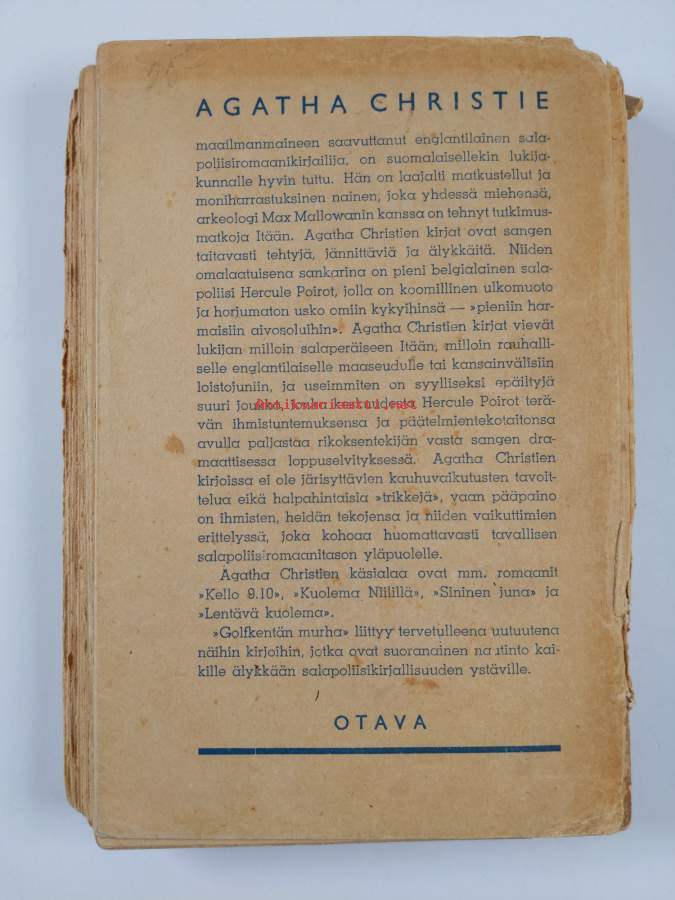 AGATHA CHRISTIE
maailmanmaineen saavuttanut englantilainen sala-
poliisiromaanikirjailija, on suomalaisellekin lukija-
kunnalle hyvin tuttu. Hän on laajalti matkustellut ja
moniharrastuksinen nainen, joka yhdessä miehensä,
arkeologi Max Mallowanin kanssa on tehnyt tutkimus-
matkoja Itään. Agatha Christien kirjat ovat sangen
taitavasti tehtyjä, jännittäviä ja älykkäitä. Niiden
omalaatuisena sankarina on pieni belgialainen sala-
poliisi Hercule Poirot, jolla on koomillinen ulkomuoto
ja horjumaton usko omiin kykyihinsä — »pieniin har-
maisiin aivosoluihin». Agatha Christien kirjat vievät
lukijan milloin salaperäiseen Itään, milloin rauhalli-
selle englantilaiselle maaseudulle tai kansainvälisiin
loistojuniin, ja useimmiten on syylliseksi epäiltyjä
suuri joukko, jonka keskuudesta Hercule Poirot terä-
vän ihmistuntemuksensa ja päätelmientekotaitonsa
avulla paljastaa rikoksentekijän vasta sangen dra-
maattisessa loppuselvityksessä. Agatha Christien
kirjoissa ei ole järisyttävien kauhuvaikutusten tavoit-
telua eikä halpahintaisia »trikkejä», vaan pääpaino
on ihmisten, heidän tekojensa ja niiden vaikuttimien
erittelyssä, joka kohoaa huomattavasti tavallisen
salapoliisiromaanitason yläpuolelle.
Agatha Christien käsialaa ovat mm. romaanit
»Kello 9.10», »Kuolema Niilillä», »Sininen juna» ja
»Lentävä kuolema».
»Golfkentän murha» liittyy tervetulleena uutuutena
näihin kirjoihin, jotka ovat suoranainen nautinto kai-
kille älykkään salapoliisikirjallisuuden ystäville.
OTAVA